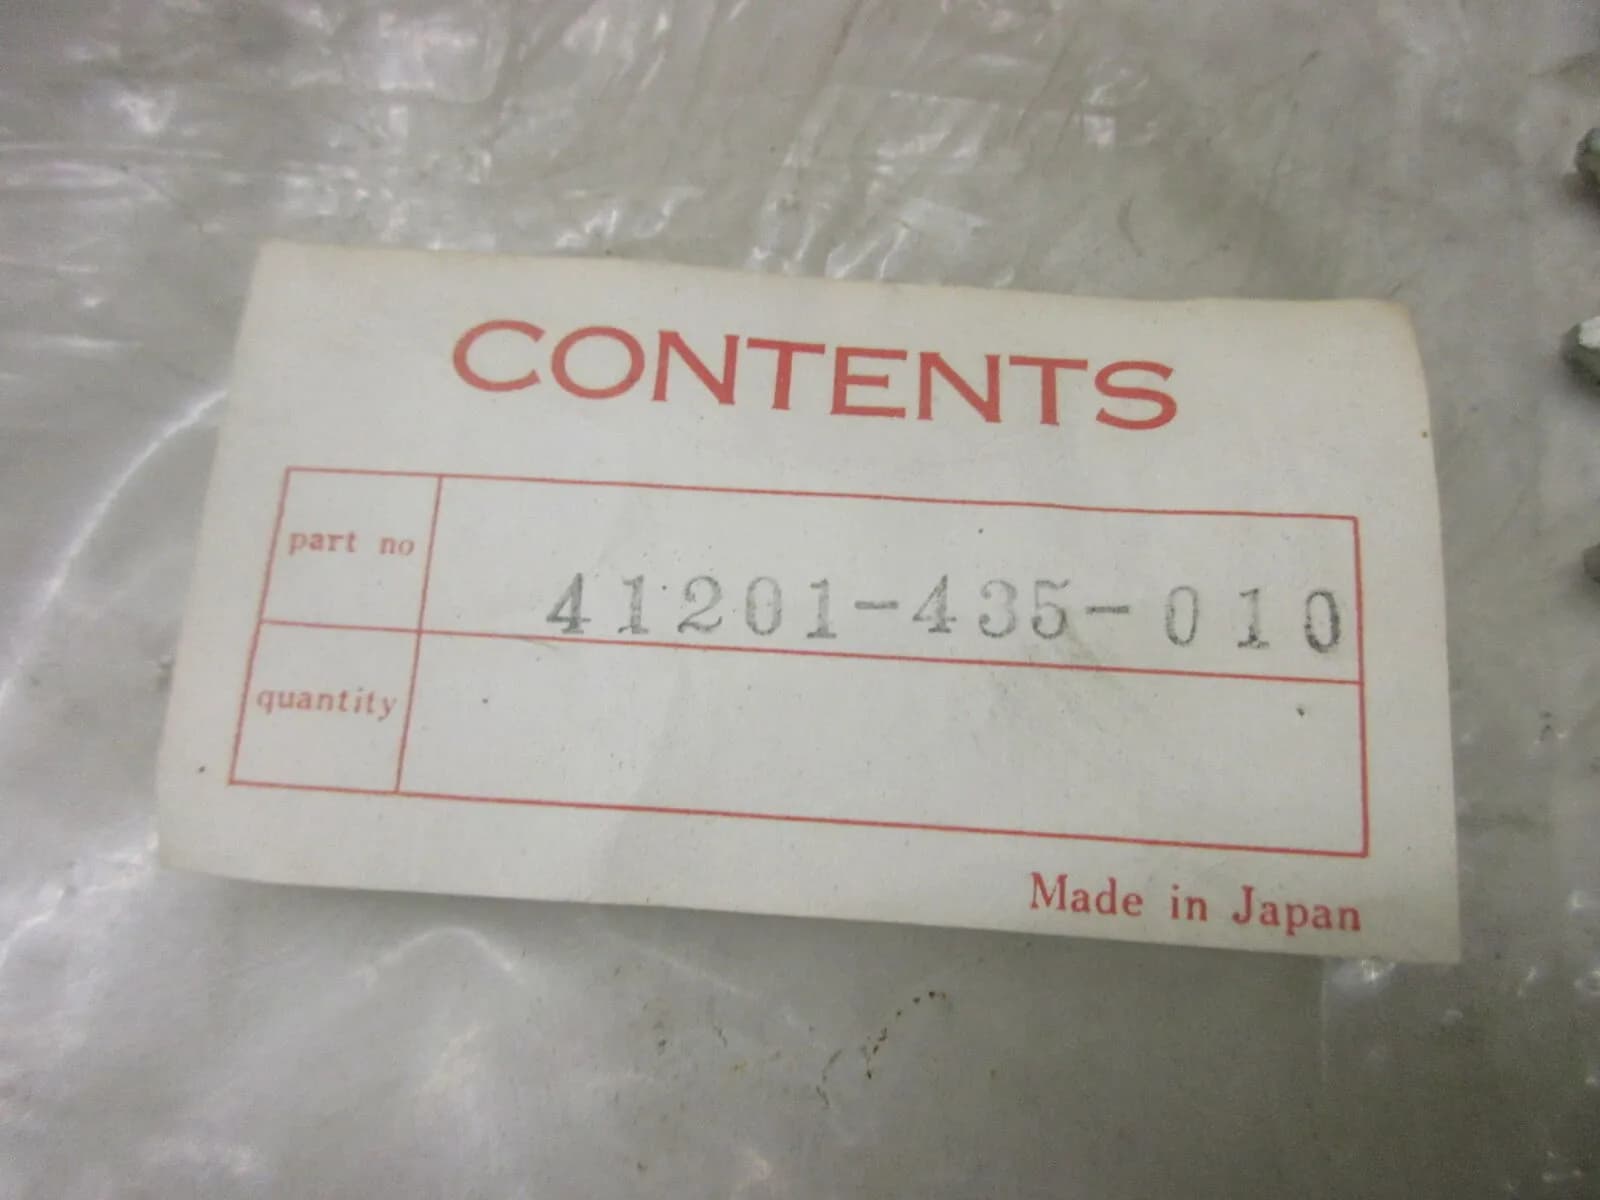 CONTENTS
part no 41201-435-010
quantity
Made in Japan